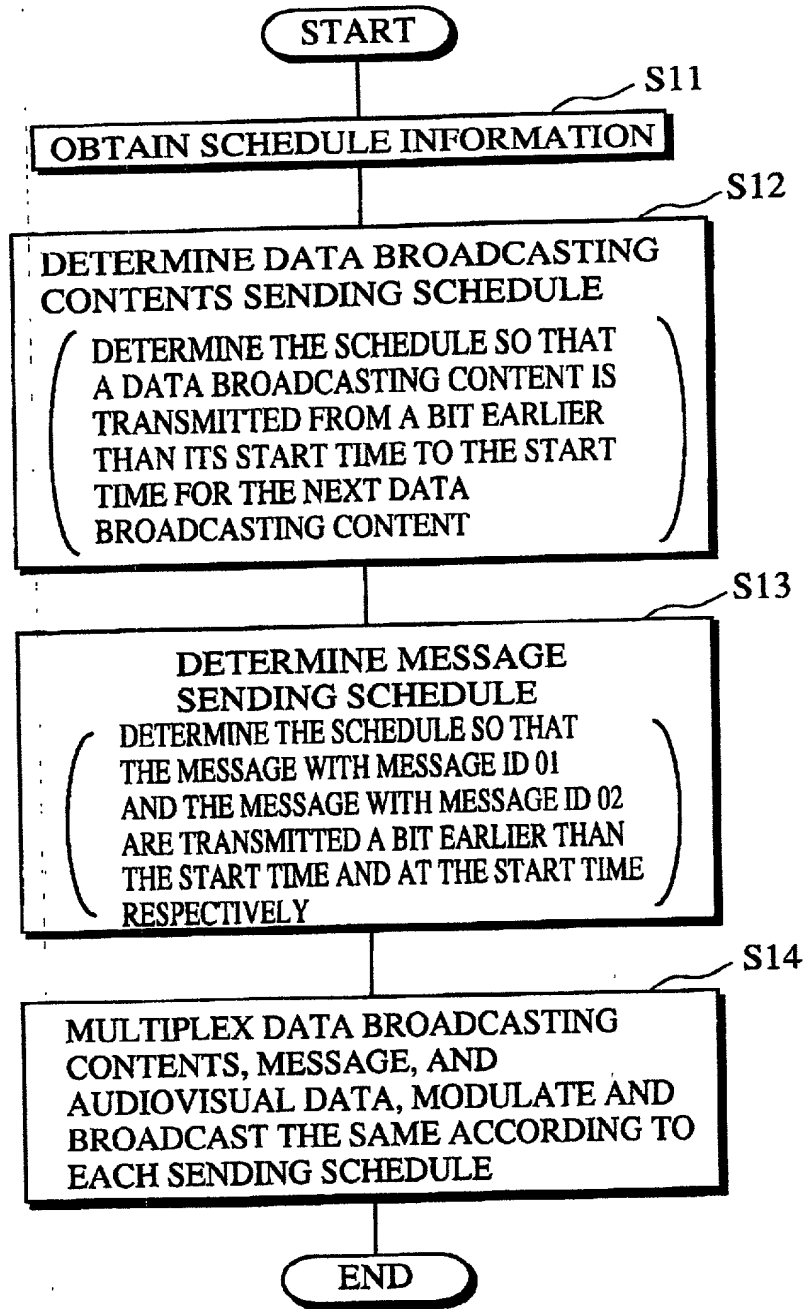 START
S11
OBTAIN SCHEDULE INFORMATION
S12
DETERMINE DATA BROADCASTING
CONTENTS SENDING SCHEDULE
DETERMINE THE SCHEDULE SO THAT
A DATA BROADCASTING CONTENT IS
TRANSMITTED FROM A BIT EARLIER
THAN ITS START TIME TO THE START
TIME FOR THE NEXT DATA
BROADCASTING CONTENT
S13
DETERMINE MESSAGE
SENDING SCHEDULE
DETERMINE THE SCHEDULE SO THAT
THE MESSAGE WITH MESSAGE ID 01
AND THE MESSAGE WITH MESSAGE ID 02
ARE TRANSMITTED A BIT EARLIER THAN
THE START TIME AND AT THE START TIME
RESPECTIVELY
S14
MULTIPLEX DATA BROADCASTING
CONTENTS, MESSAGE, AND
AUDIOVISUAL DATA, MODULATE AND
BROADCAST THE SAME ACCORDING TO
EACH SENDING SCHEDULE
END